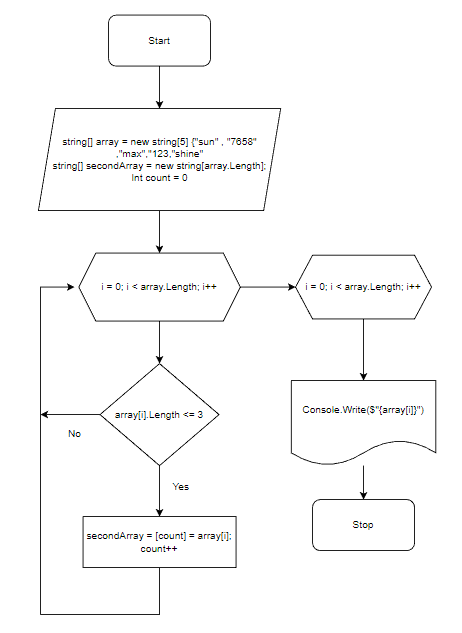 Start
string[] array = new string[5] {"sun" , "7658"
,"max","123,"shine"
string[] secondArray = new string[array.Length];
Int count = 0
i = 0; i < array.Length; i++
i = 0; i < array.Length; i++
array[i].Length <= 3
Console.Write($"{array[i]}")
No
Yes
secondArray = [count] = array[i];
count++
Stop